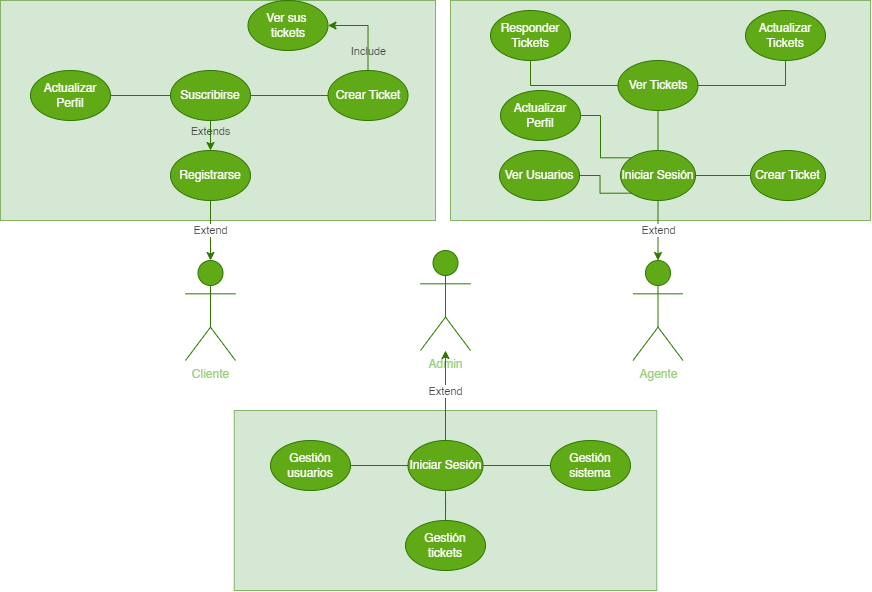 Ver sus
tickets
Include
Actualizar
Perfil
Suscribirse
Crear Ticket
Extends
Registrarse
Extend
Cliente
Responder
Tickets
Actualizar
Tickets
Ver Tickets
Actualizar
Perfil
Ver Usuarios
Iniciar Sesión
Crear Ticket
Extend
Agente
Admin
Extend
Gestión
usuarios
Iniciar Sesión
Gestión
sistema
Gestión
tickets